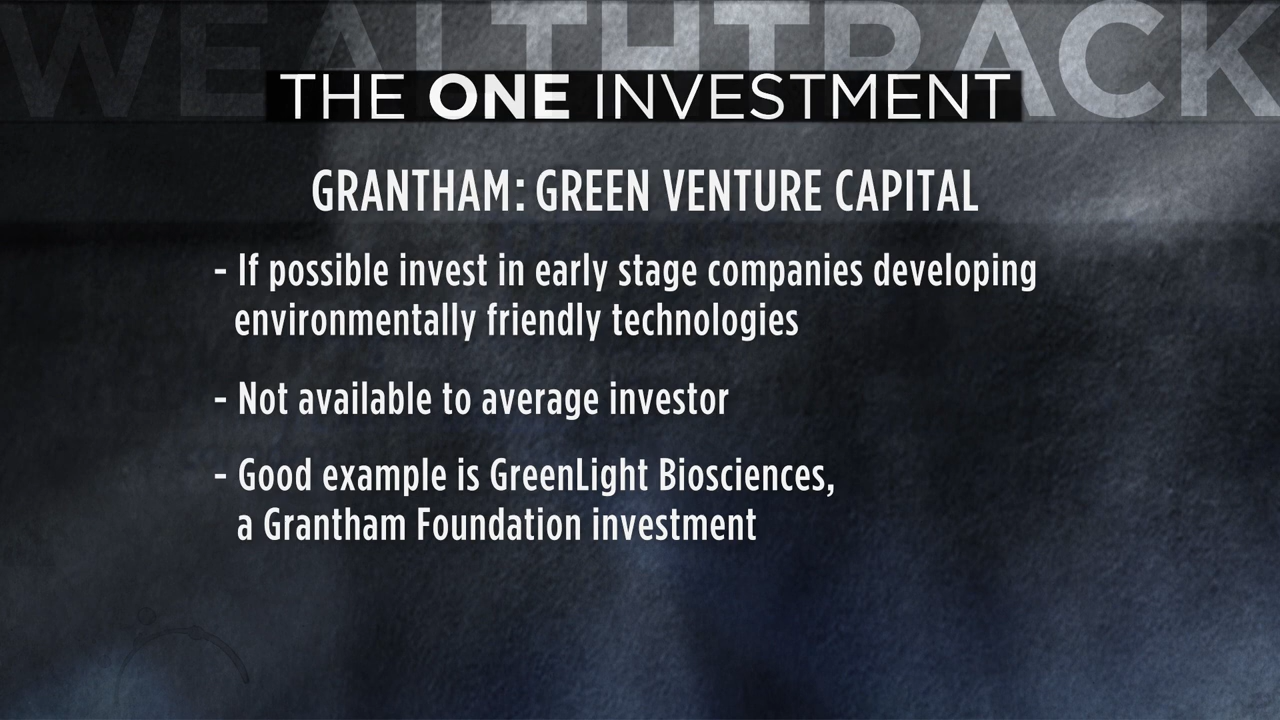 WEALTHTRACK
THE ONE INVESTMENT
GRANTHAM: GREEN VENTURE CAPITAL
- If possible invest in early stage companies developing
environmentally friendly technologies
- Not available to average investor
- Good example is GreenLight Biosciences,
a Grantham Foundation investment